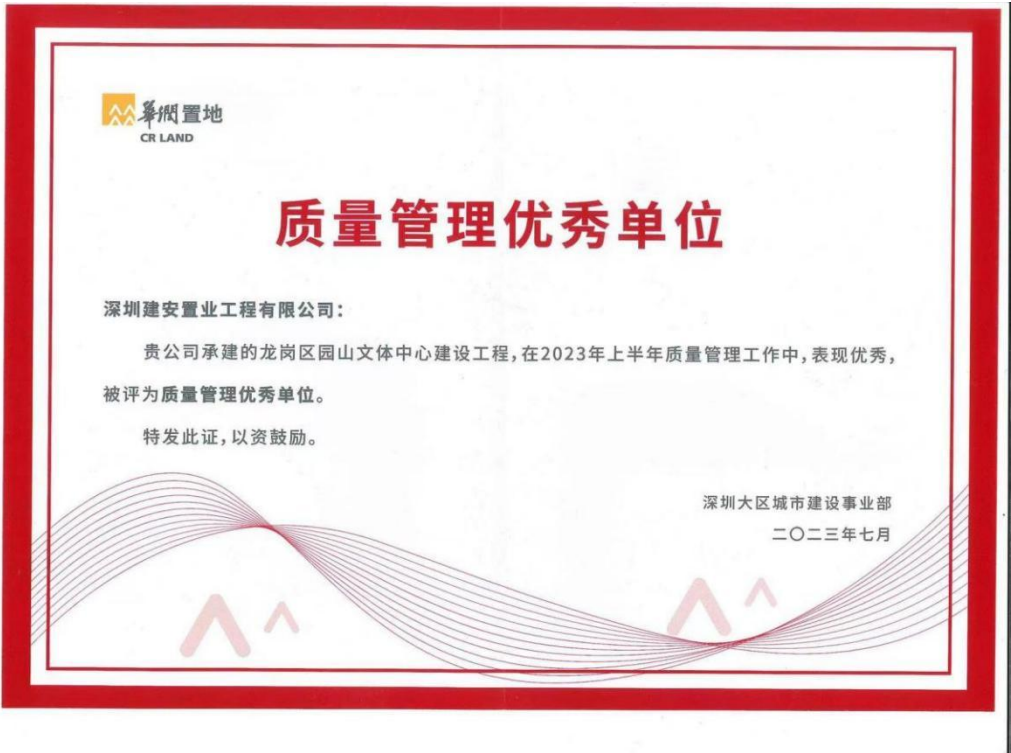 華潤置地
CR LAND
质量管理优秀单位
深圳建安置业工程有限公司：
贵公司承建的龙岗区园山文体中心建设工程，在2023年上半年质量管理工作中，表现优秀，
被评为质量管理优秀单位。
特发此证，以资鼓励。
深圳大区城市建设事业部
二〇二三年七月